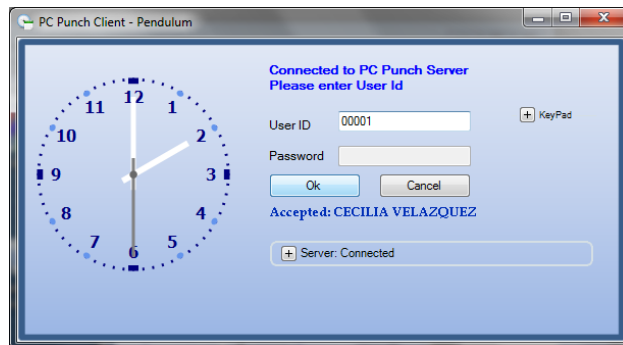 PC Punch Client - Pendulum
Connected to PC Punch Server
Please enter User Id
User ID
00001
KeyPad
Password
Ok
Cancel
Accepted: CECILIA VELAZQUEZ
Server: Connected
12
1
2
3
4
5
6
7
8
9
10
11